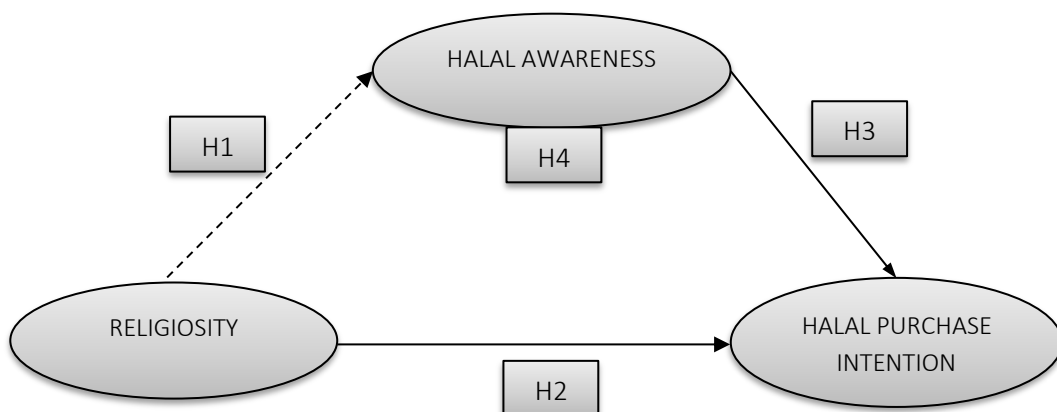 HALAL AWARENESS
H1
H4
H3
RELIGIOSITY
HALAL PURCHASE
INTENTION
H2